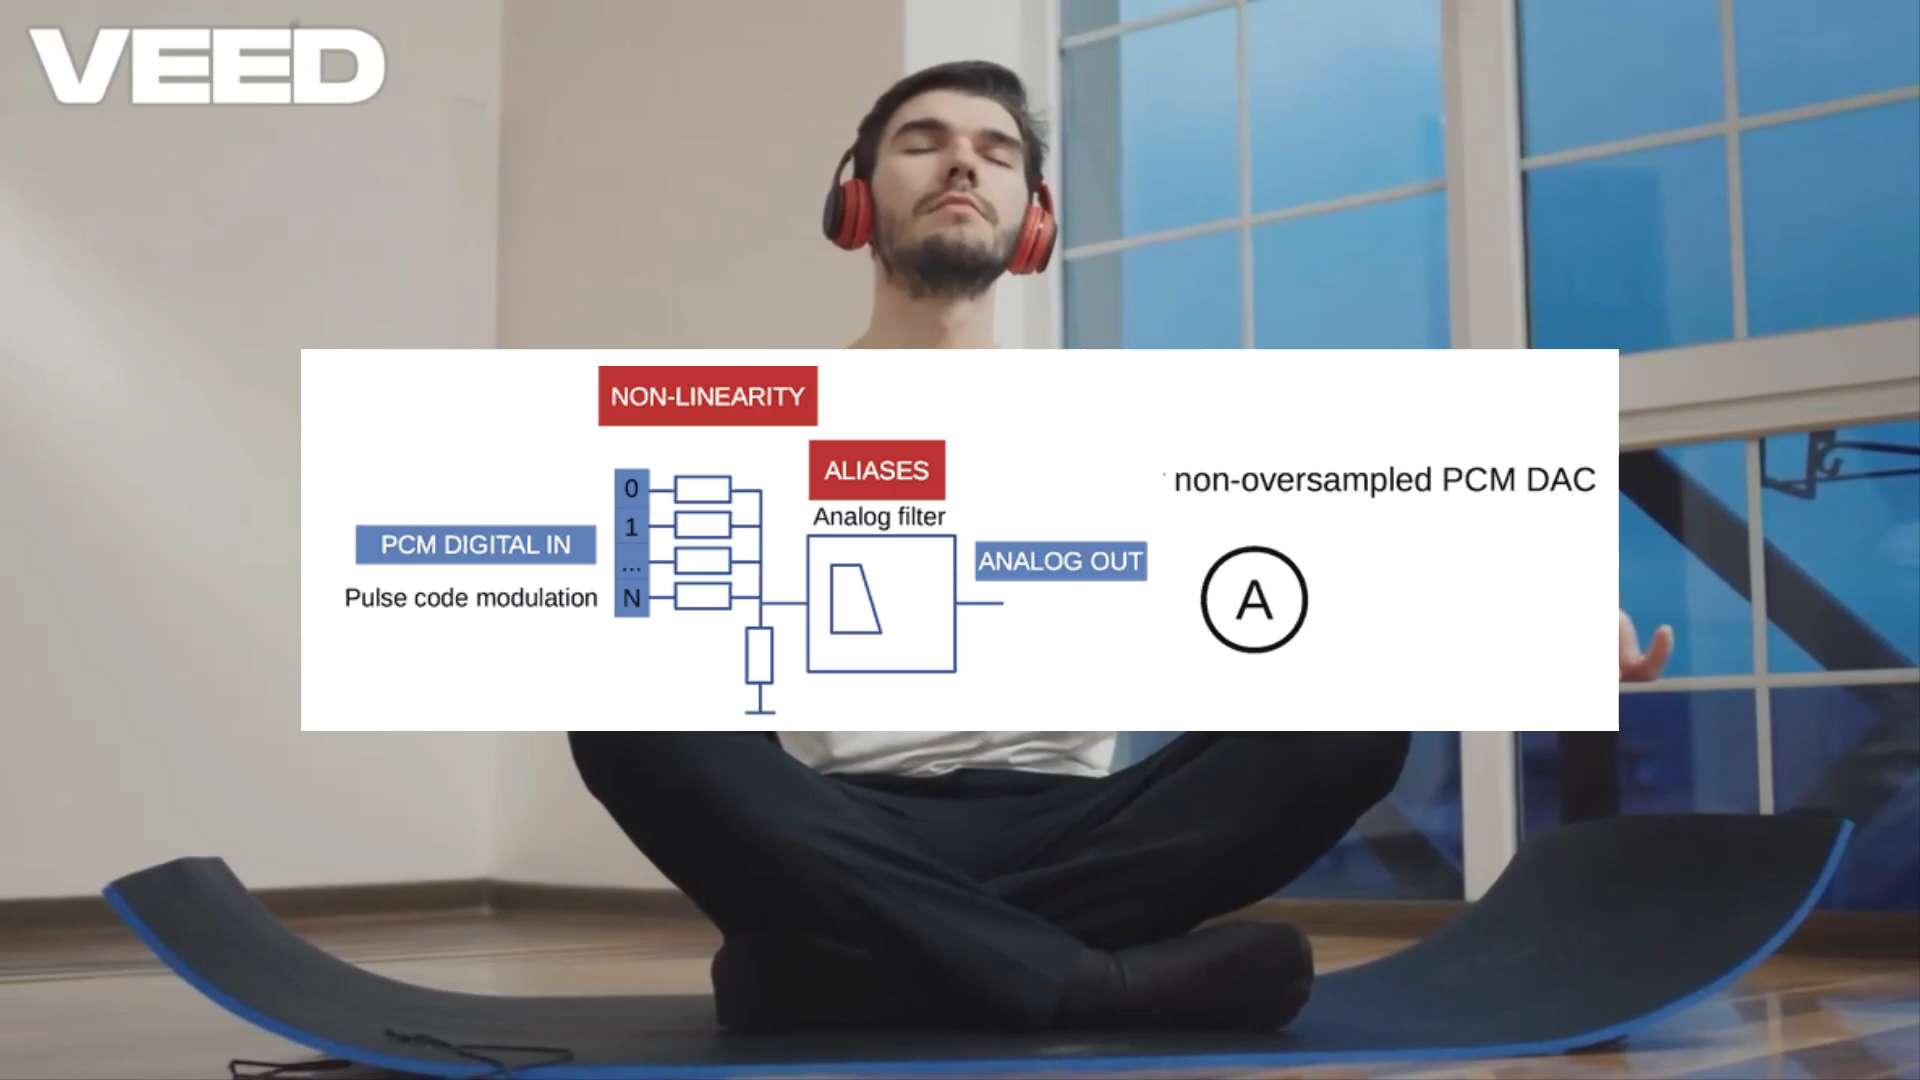 VEED
NON-LINEARITY
ALIASES
Analog filter
0
1
...
N
PCM DIGITAL IN
Pulse code modulation
ANALOG OUT
non-oversampled PCM DAC
A